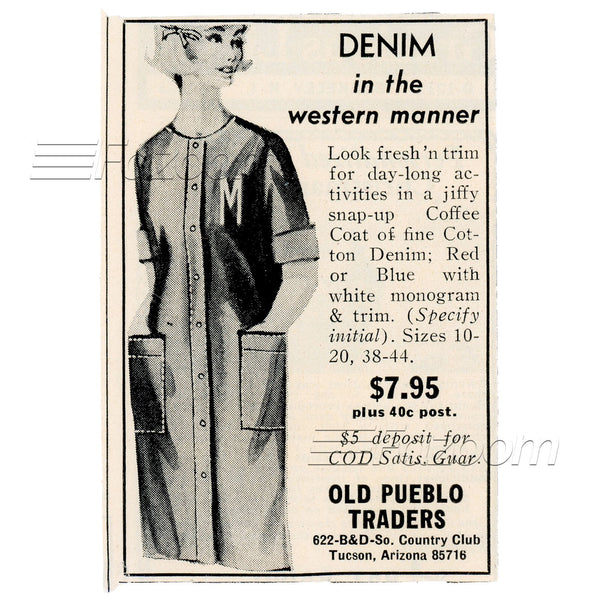 DENIM
in the
western manner
Look fresh'n trim
for day-long ac-
tivities in a jiffy
snap-up Coffee
Coat of fine Cot-
ton Denim; Red
or Blue with
white monogram
& trim. (Specify
initial). Sizes 10-
20, 38-44.
$7.95
plus 40c post.
$5 deposit for
COD Satis. Guar.
OLD PUEBLO
TRADERS
622-B&D-So. Country Club
Tucson, Arizona 85716
M
Fozoom
Fozoom